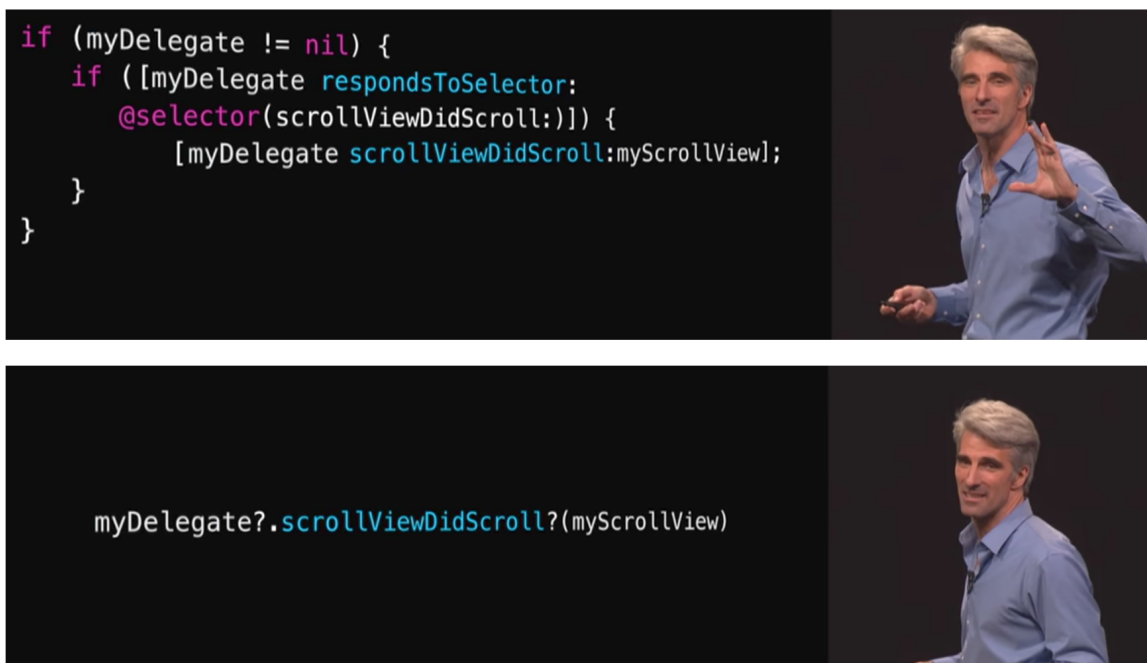 if (myDelegate != nil) {
if ([myDelegate respondsToSelector:
@selector(scrollViewDidScroll:)]) {
[myDelegate scrollViewDidScroll:myScrollView];
}
}
myDelegate?.scrollViewDidScroll?(myScrollView)